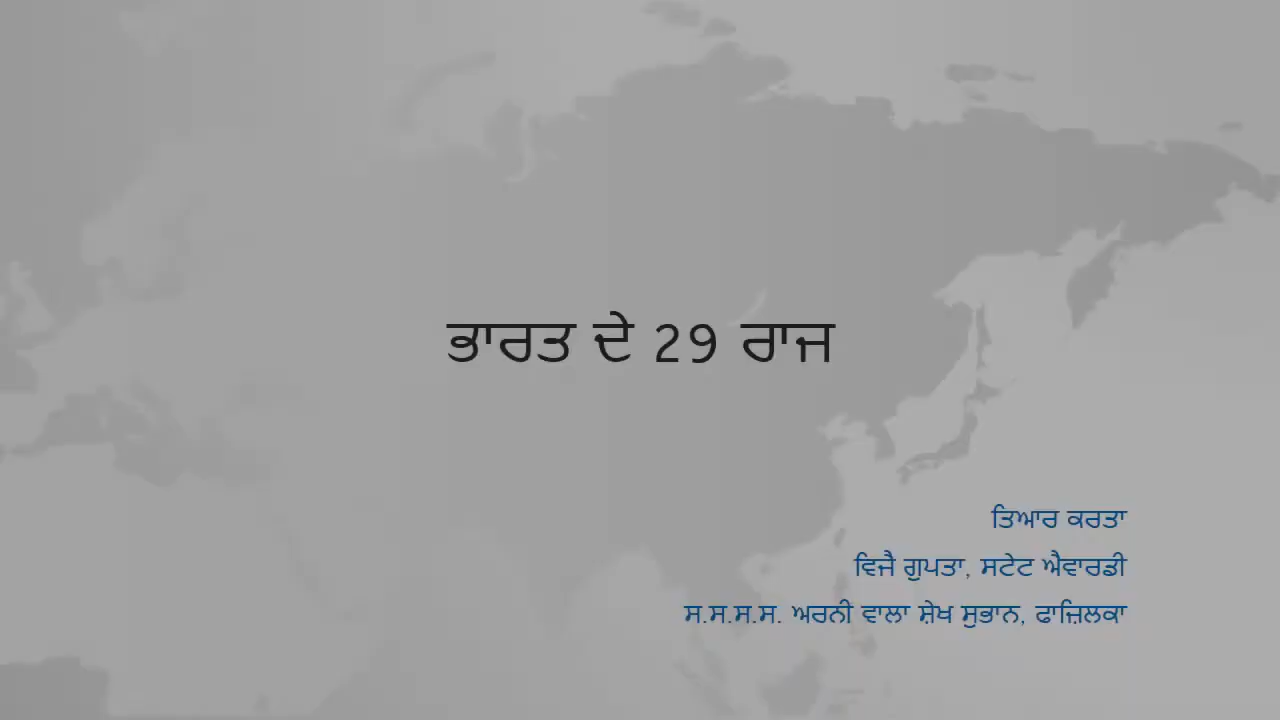 ਭਾਰਤ ਦੇ 29 ਰਾਜ
ਤਿਆਰ ਕਰਤਾ
ਵਿਜੈ ਗੁਪਤਾ, ਸਟੇਟ ਐਵਾਰਡੀ
ਸ.ਸ.ਸ.ਸ. ਅਰਨੀ ਵਾਲਾ ਸ਼ੇਖ ਸੁਭਾਨ, ਫਾਜ਼ਿਲਕਾ